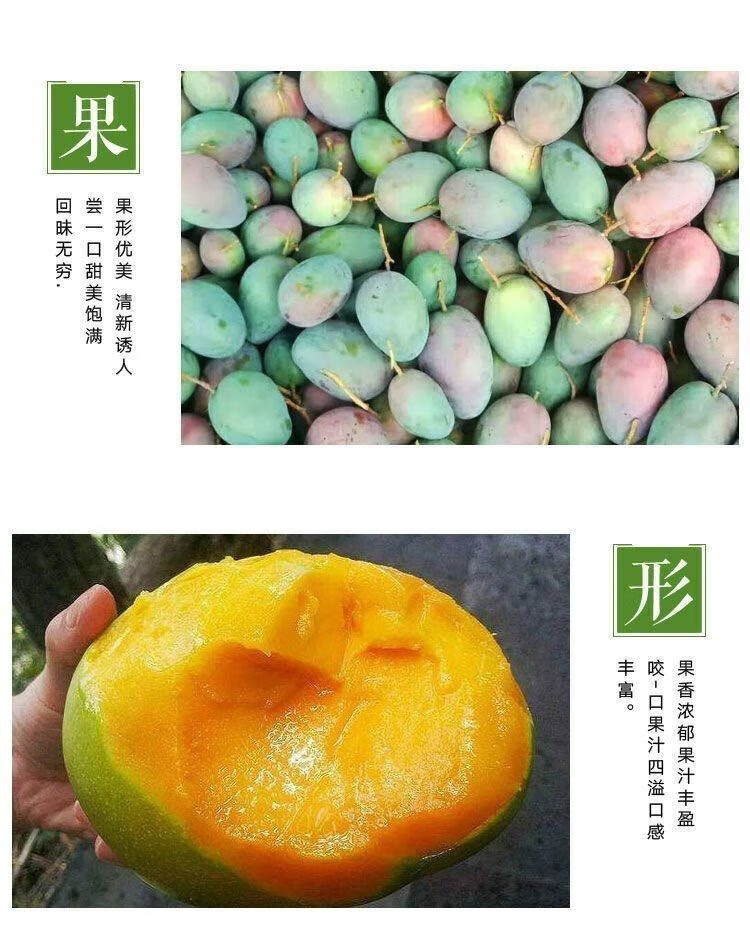 果
果形优美 清新诱人
尝一口甜美饱满
回昧无穷.
形
果香浓郁果汁丰盈
咬-口果汁四溢口感
丰富。